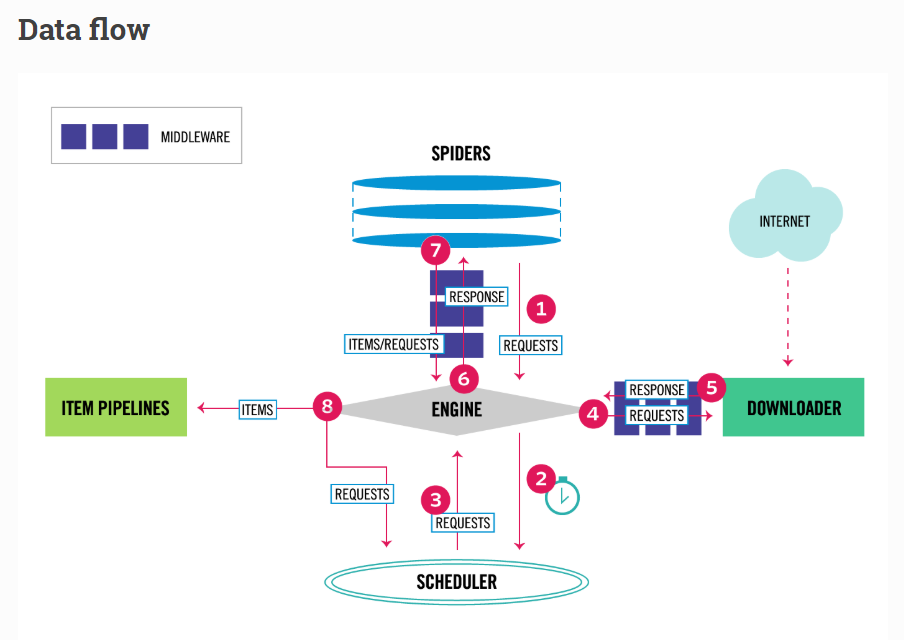 Data flow
MIDDLEWARE
SPIDERS
INTERNET
7
RESPONSE
1
ITEMS/REQUESTS
REQUESTS
6
RESPONSE
5
ITEM PIPELINES
ITEMS
8
ENGINE
4
REQUESTS
DOWNLOADER
2
REQUESTS
3
REQUESTS
SCHEDULER